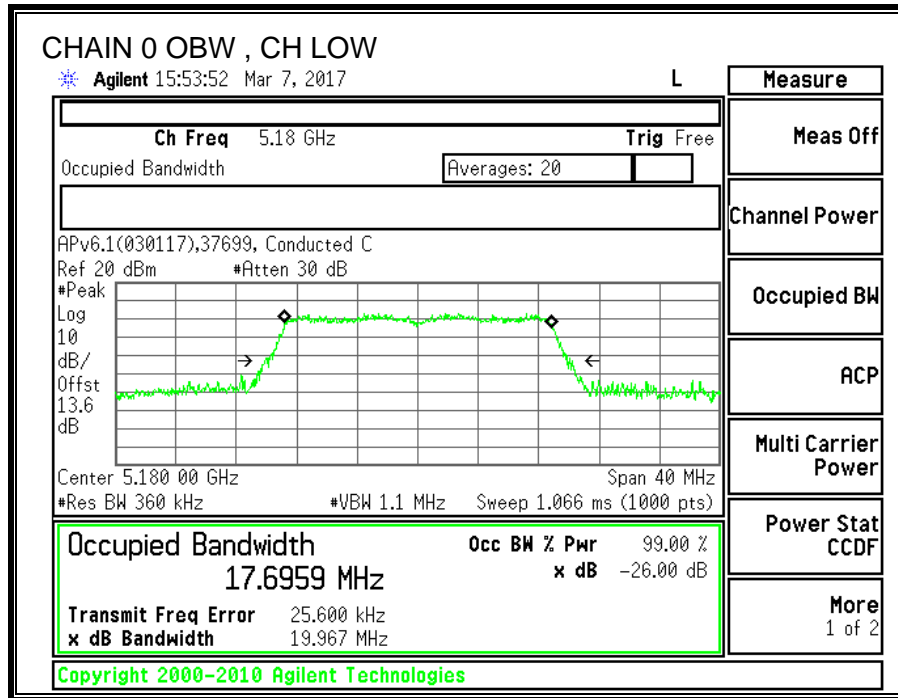 CHAIN 0 OBW , CH LOW
Agilent 15:53:52 Mar 7, 2017 L
Measure
Ch Freq 5.18 GHz Trig Free
Meas Off
Occupied Bandwidth Averages: 20
Channel Power
APv6.1(030117),37699, Conducted C
Ref 20 dBm #Atten 30 dB
#Peak
Log
10
dB/
Offst
13.6
dB
Occupied BW
ACP
Center 5.180 00 GHz Span 40 MHz
#Res BW 360 kHz #VBW 1.1 MHz Sweep 1.066 ms (1000 pts)
Multi Carrier
Power
Occupied Bandwidth Occ BW % Pwr 99.00 %
17.6959 MHz x dB -26.00 dB
Power Stat
CCDF
Transmit Freq Error 25.600 kHz
x dB Bandwidth 19.967 MHz
More
1 of 2
Copyright 2000-2010 Agilent Technologies